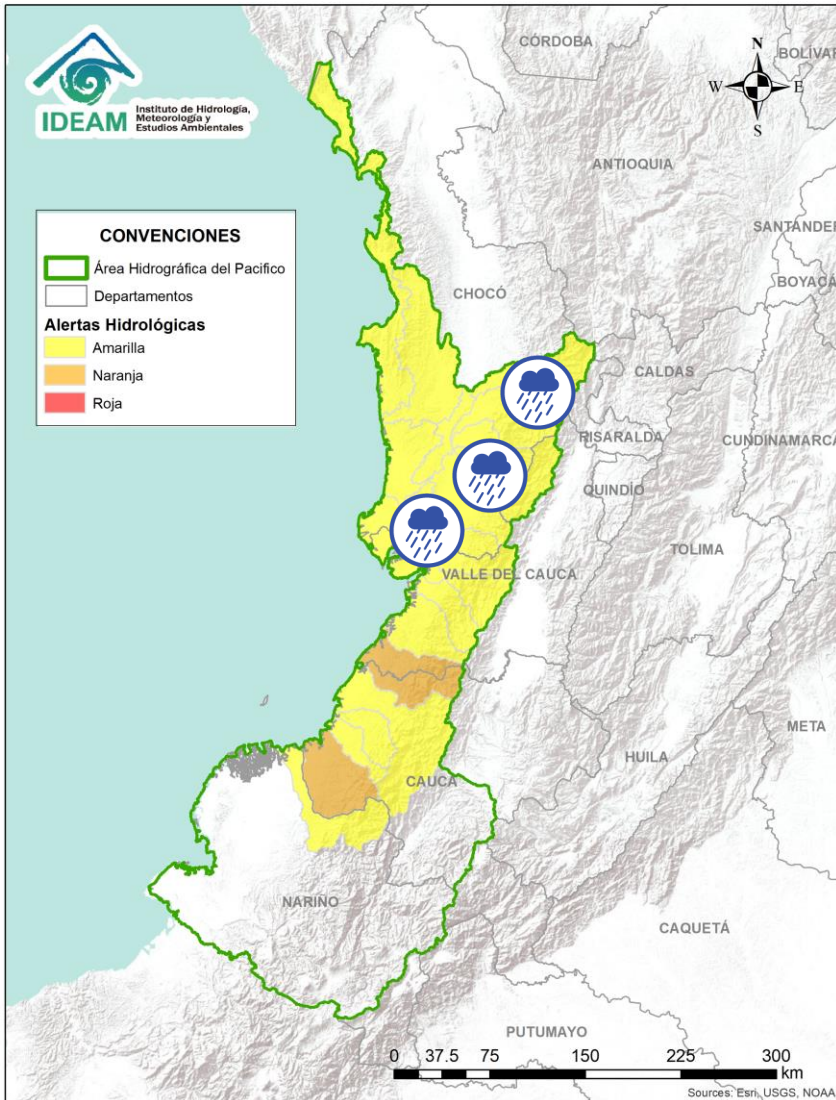 IDEAM
Instituto de Hidrología,
Meteorología y
Estudios Ambientales
N
W
E
S
CONVENCIONES
Área Hidrográfica del Pacifico
Departamentos
Alertas Hidrológicas
Amarilla
Naranja
Roja
CÓRDOBA
BOLÍVAR
ANTIOQUIA
SANTANDER
BOYACÁ
CHOCÓ
CALDAS
RISARALDA
CUNDINAMARCA
QUINDÍO
TOLIMA
VALLE DEL CAUCA
META
HUILA
CAUCA
NARIÑO
CAQUETÁ
PUTUMAYO
0 37.5 75 150 225 300
km
Sources: Esri, USGS, NOAA